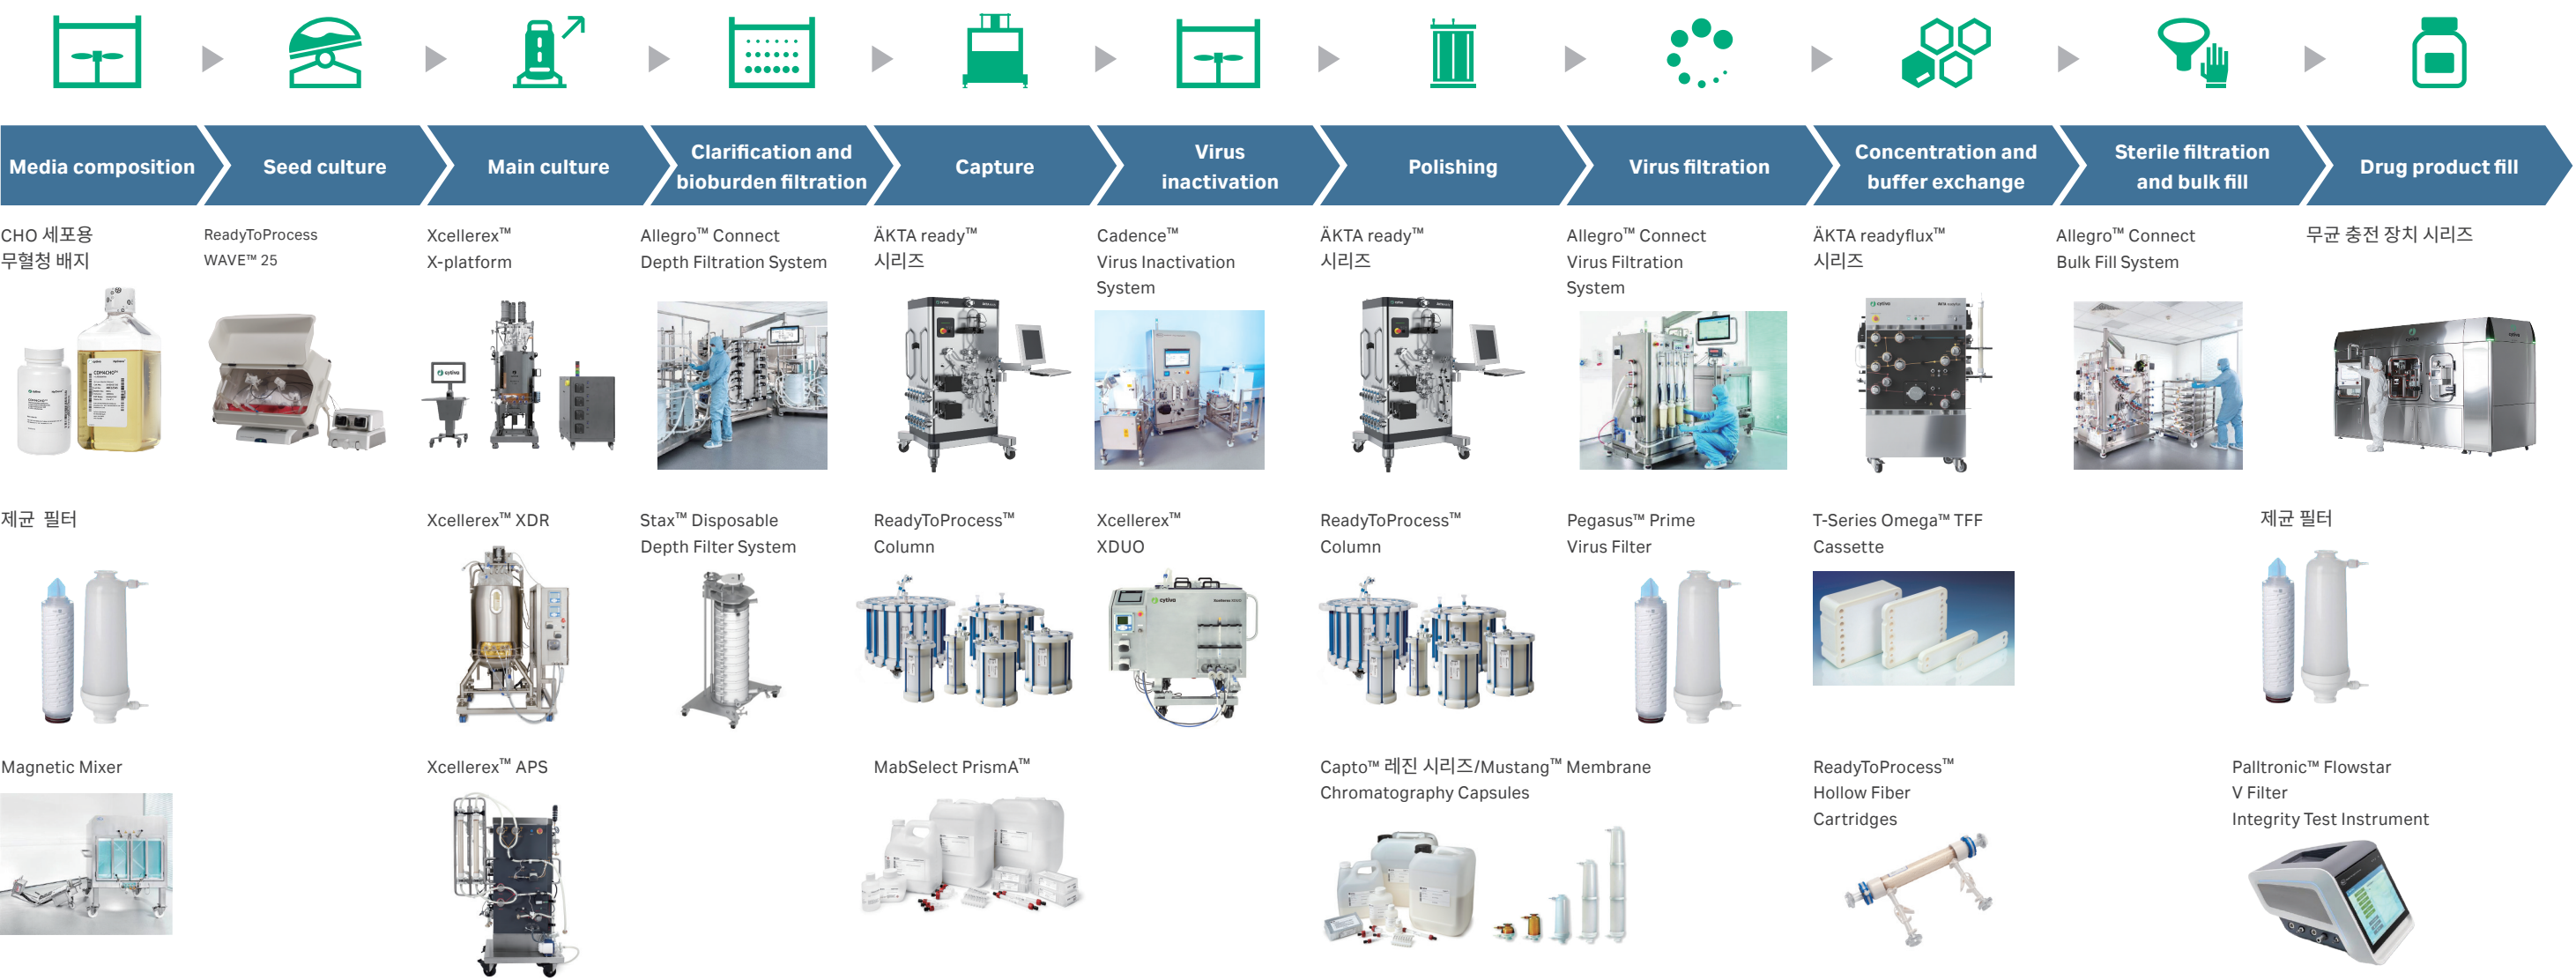 Media composition
Seed culture
Main culture
Clarification and
bioburden filtration
Capture
Virus
inactivation
Polishing
Virus filtration
Concentration and
buffer exchange
Sterile filtration
and bulk fill
Drug product fill
CHO 세포용
무혈청 배지
ReadyToProcess
WAVE™ 25
Xcellerex™
X-platform
Allegro™ Connect
Depth Filtration System
ÄKTA ready™
시리즈
Cadence™
Virus Inactivation
System
ÄKTA ready™
시리즈
Allegro™ Connect
Virus Filtration
System
ÄKTA readyflux™
시리즈
Allegro™ Connect
Bulk Fill System
무균 충전 장치 시리즈
cytiva
cytiva
cytiva
제균 필터
Xcellerex™ XDR
Stax™ Disposable
Depth Filter System
ReadyToProcess™
Column
Xcellerex™
XDUO
cytiva
ReadyToProcess™
Column
Pegasus™ Prime
Virus Filter
T-Series Omega™ TFF
Cassette
제균 필터
Magnetic Mixer
Xcellerex™ APS
MabSelect PrismA™
Capto™ 레진 시리즈/Mustang™ Membrane
Chromatography Capsules
ReadyToProcess™
Hollow Fiber
Cartridges
Palltronic™ Flowstar
V Filter
Integrity Test Instrument